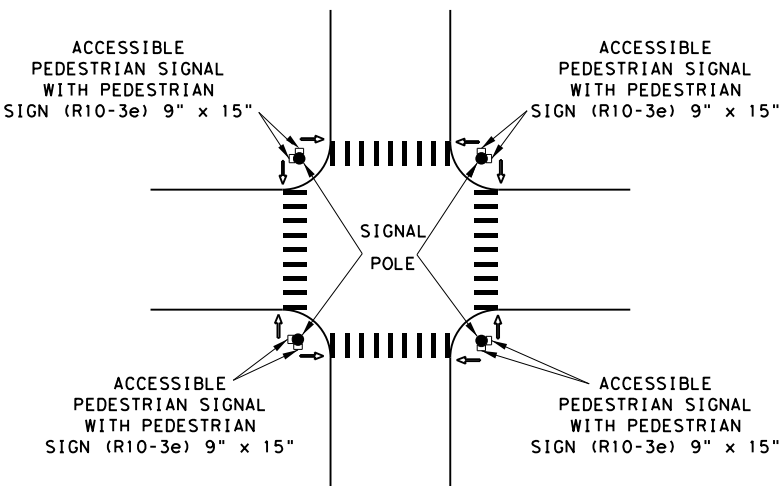 ACCESSIBLE
PEDESTRIAN SIGNAL
WITH PEDESTRIAN
SIGN (R10-3e) 9" x 15"
ACCESSIBLE
PEDESTRIAN SIGNAL
WITH PEDESTRIAN
SIGN (R10-3e) 9" x 15"
SIGNAL
POLE
ACCESSIBLE
PEDESTRIAN SIGNAL
WITH PEDESTRIAN
SIGN (R10-3e) 9" x 15"
ACCESSIBLE
PEDESTRIAN SIGNAL
WITH PEDESTRIAN
SIGN (R10-3e) 9" x 15"